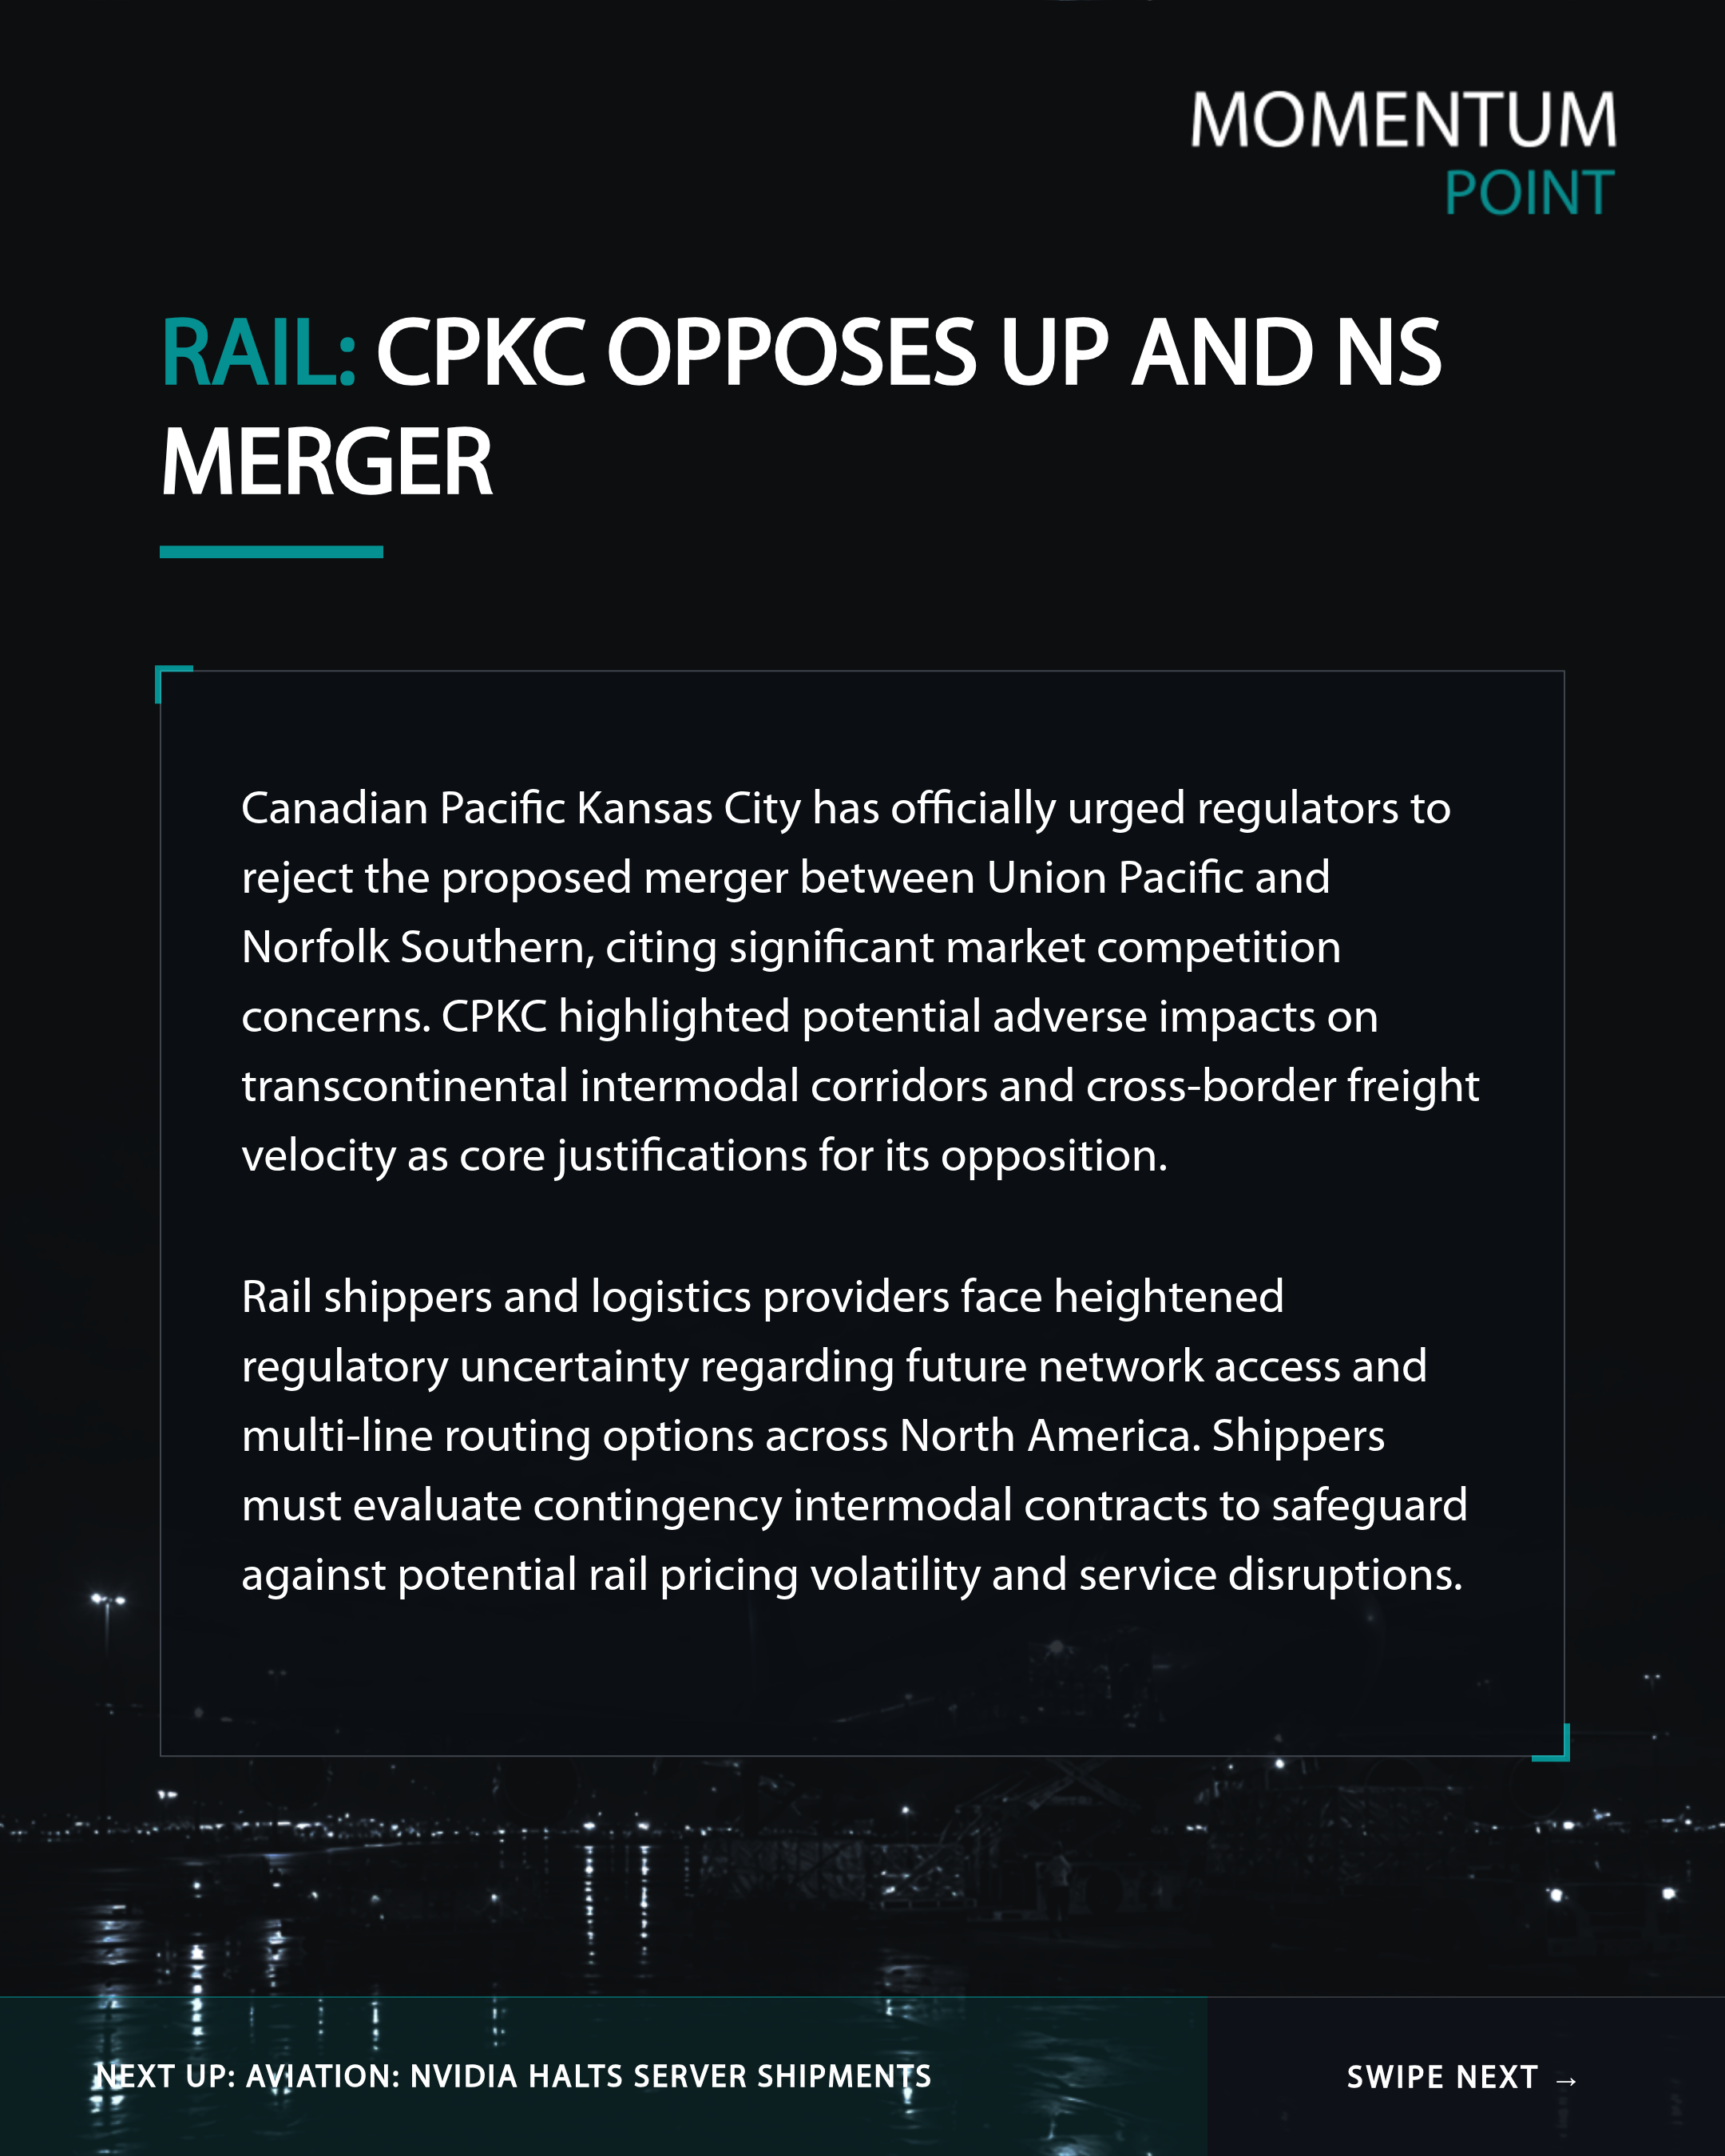 MOMENTUM
POINT
RAIL: CPKC OPPOSES UP AND NS
MERGER
Canadian Pacific Kansas City has officially urged regulators to
reject the proposed merger between Union Pacific and
Norfolk Southern, citing significant market competition
concerns. CPKC highlighted potential adverse impacts on
transcontinental intermodal corridors and cross-border freight
velocity as core justifications for its opposition.
Rail shippers and logistics providers face heightened
regulatory uncertainty regarding future network access and
multi-line routing options across North America. Shippers
must evaluate contingency intermodal contracts to safeguard
against potential rail pricing volatility and service disruptions.
NEXT UP: AVIATION: NVIDIA HALTS SERVER SHIPMENTS
SWIPE NEXT →